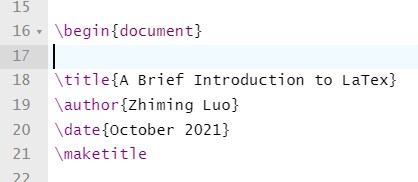 15
16 \begin{document}
17
18 \title{A Brief Introduction to LaTex}
19 \author{Zhiming Luo}
20 \date{October 2021}
21 \maketitle
22